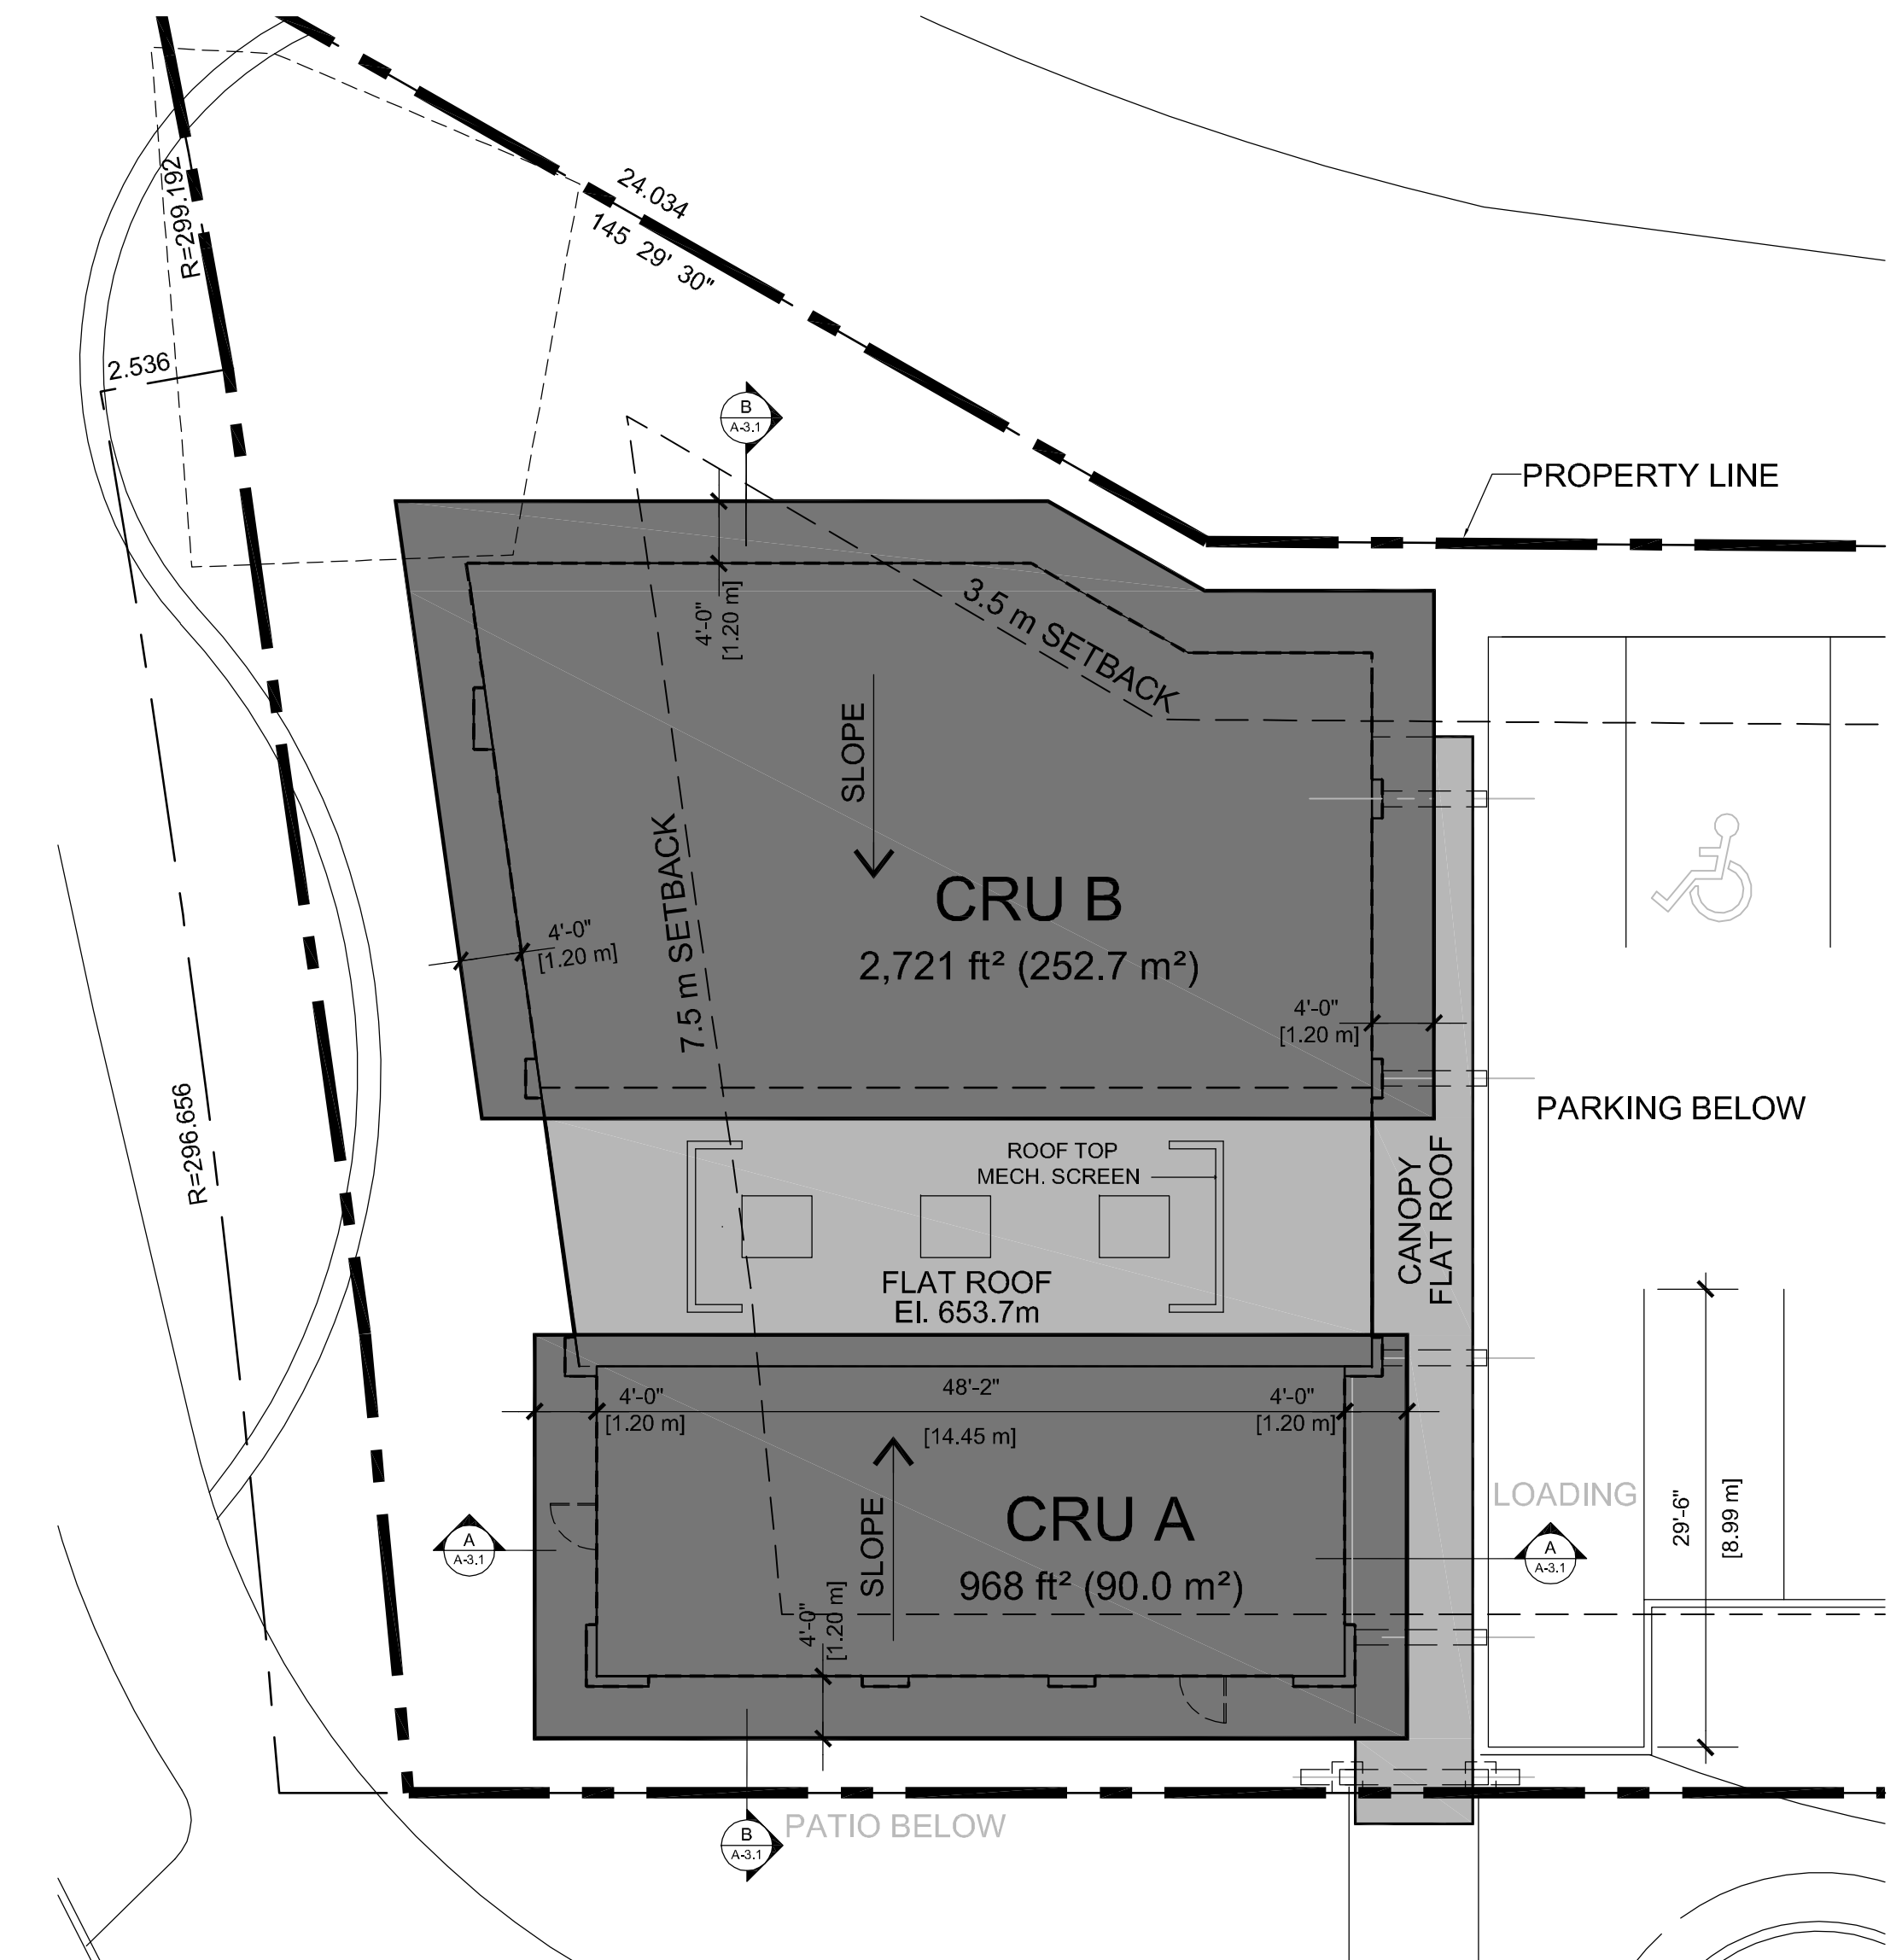 24.034
145 29' 30"
R=299.192
2.536
B
A-3.1
PROPERTY LINE
4'-0"
[1.20 m]
3.5 m SETBACK
SLOPE
7.5 m SETBACK
CRU B
2,721 ft² (252.7 m²)
4'-0"
[1.20 m]
4'-0"
[1.20 m]
R=296.656
PARKING BELOW
ROOF TOP
MECH. SCREEN
CANOPY
FLAT ROOF
FLAT ROOF
El. 653.7m
4'-0"
[1.20 m]
48'-2"
[14.45 m]
4'-0"
[1.20 m]
SLOPE
CRU A
968 ft² (90.0 m²)
LOADING
29'-6"
[8.99 m]
A
A-3.1
A
A-3.1
4'-0"
[1.20 m]
PATIO BELOW
B
A-3.1